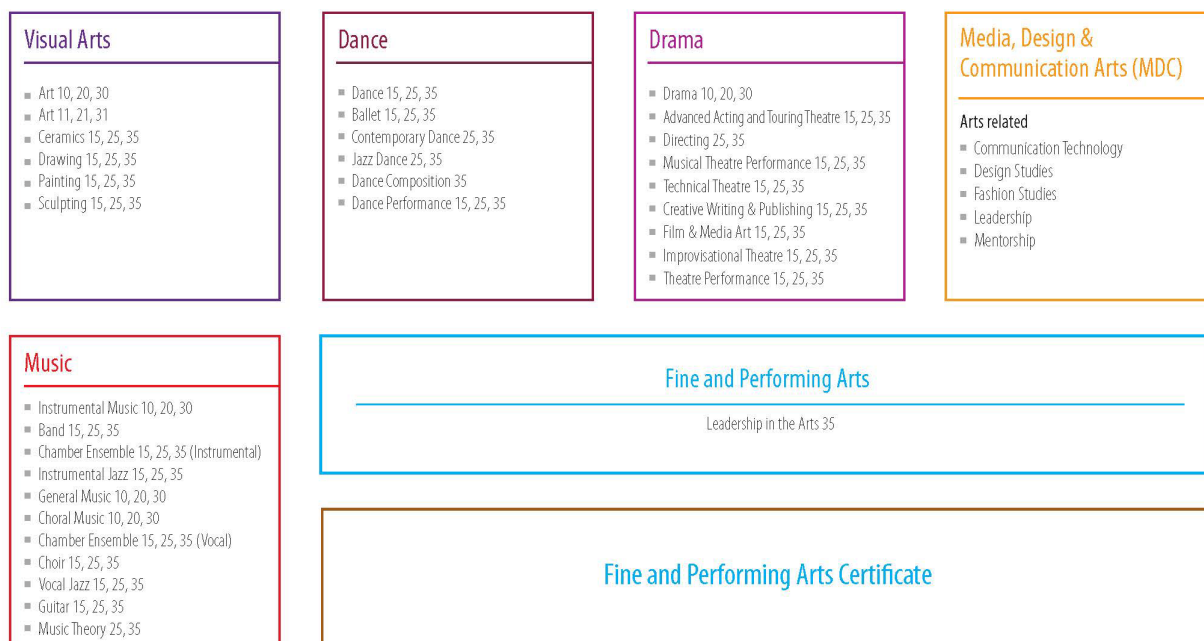 Visual Arts
Art 10, 20, 30
Art 11, 21, 31
Ceramics 15, 25, 35
Drawing 15, 25, 35
Painting 15, 25, 35
Sculpting 15, 25, 35
Dance
Dance 15, 25, 35
Ballet 15, 25, 35
Contemporary Dance 25, 35
Jazz Dance 25, 35
Dance Composition 35
Dance Performance 15, 25, 35
Drama
Drama 10, 20, 30
Advanced Acting and Touring Theatre 15, 25, 35
Directing 25, 35
Musical Theatre Performance 15, 25, 35
Technical Theatre 15, 25, 35
Creative Writing & Publishing 15, 25, 35
Film & Media Art 15, 25, 35
Improvisational Theatre 15, 25, 35
Theatre Performance 15, 25, 35
Media, Design &
Communication Arts (MDC)
Arts related
Communication Technology
Design Studies
Fashion Studies
Leadership
Mentorship
Music
Instrumental Music 10, 20, 30
Band 15, 25, 35
Chamber Ensemble 15, 25, 35 (Instrumental)
Instrumental Jazz 15, 25, 35
General Music 10, 20, 30
Choral Music 10, 20, 30
Chamber Ensemble 15, 25, 35 (Vocal)
Choir 15, 25, 35
Vocal Jazz 15, 25, 35
Guitar 15, 25, 35
Music Theory 25, 35
Fine and Performing Arts
Leadership in the Arts 35
Fine and Performing Arts Certificate